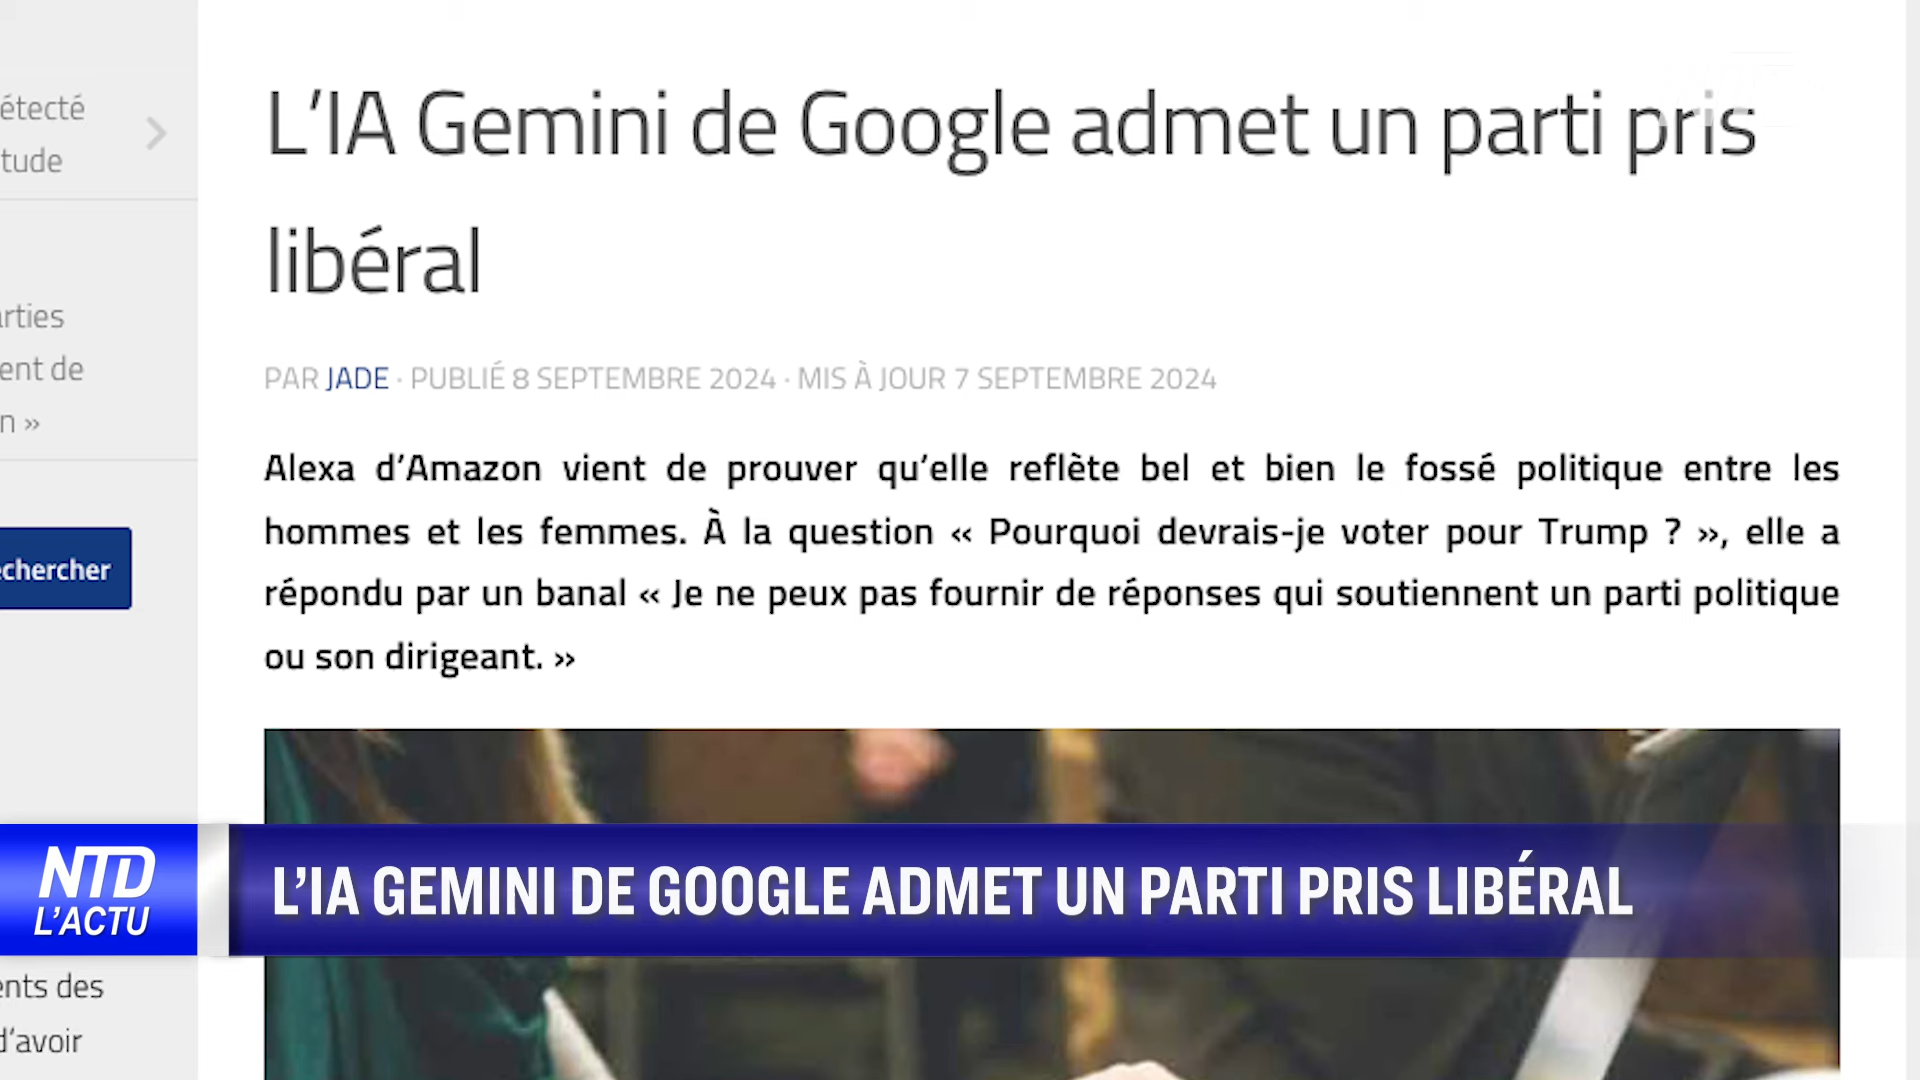 étecté
tude
arties
ent de
n »
echercher
ents des
d’avoir
L’IA Gemini de Google admet un parti pris
libéral
PAR JADE · PUBLIÉ 8 SEPTEMBRE 2024 · MIS À JOUR 7 SEPTEMBRE 2024
Alexa d’Amazon vient de prouver qu’elle reflète bel et bien le fossé politique entre les
hommes et les femmes. À la question « Pourquoi devrais-je voter pour Trump ? », elle a
répondu par un banal « Je ne peux pas fournir de réponses qui soutiennent un parti politique
ou son dirigeant. »
NTD
L’ACTU
L’IA GEMINI DE GOOGLE ADMET UN PARTI PRIS LIBÉRAL